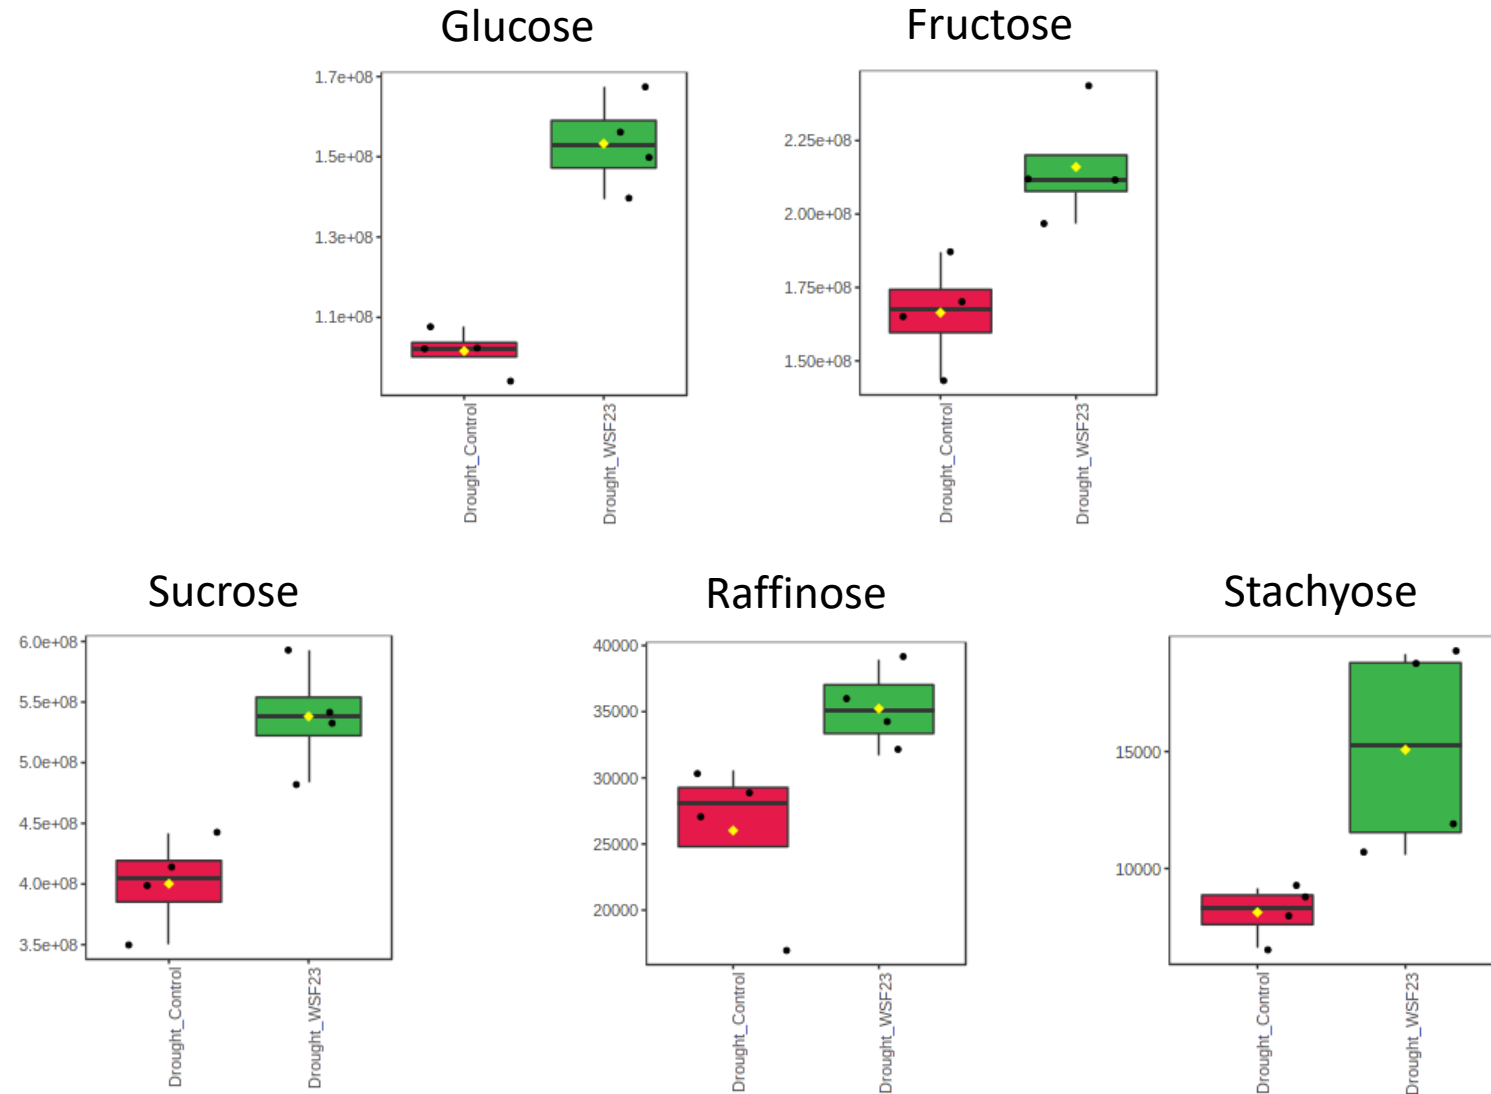 Glucose
Fructose
1.7e+08
1.5e+08
1.3e+08
1.1e+08
Drought_Control
Drought_WSF23
2.25e+08
2.00e+08
1.75e+08
1.50e+08
Drought_Control
Drought_WSF23
Sucrose
Raffinose
Stachyose
6.0e+08
5.5e+08
5.0e+08
4.5e+08
4.0e+08
3.5e+08
Drought_Control
Drought_WSF23
40000
35000
30000
25000
20000
Drought_Control
Drought_WSF23
15000
10000
Drought_Control
Drought_WSF23